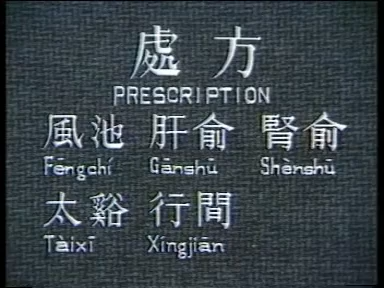 處方
PRESCRIPTION
風池 肝俞 腎俞
Fēngchí Gānshū Shènshū
太谿 行間
Tàixī Xíngjiān